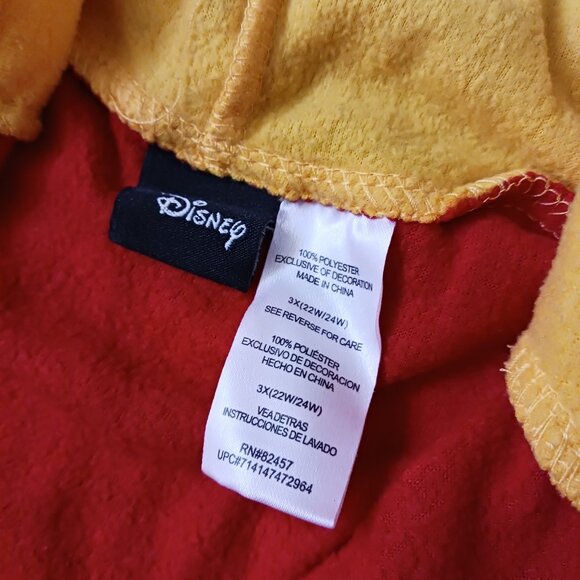 Disney
100% POLYESTER
EXCLUSIVE OF DECORATION
MADE IN CHINA
3X(22W/24W)
SEE REVERSE FOR CARE
100% POLIÉSTER
EXCLUSIVO DE DECORACION
HECHO EN CHINA
3X(22W/24W)
VEA DETRAS
INSTRUCCIONES DE LAVADO
RN#82457
UPC#714147472964